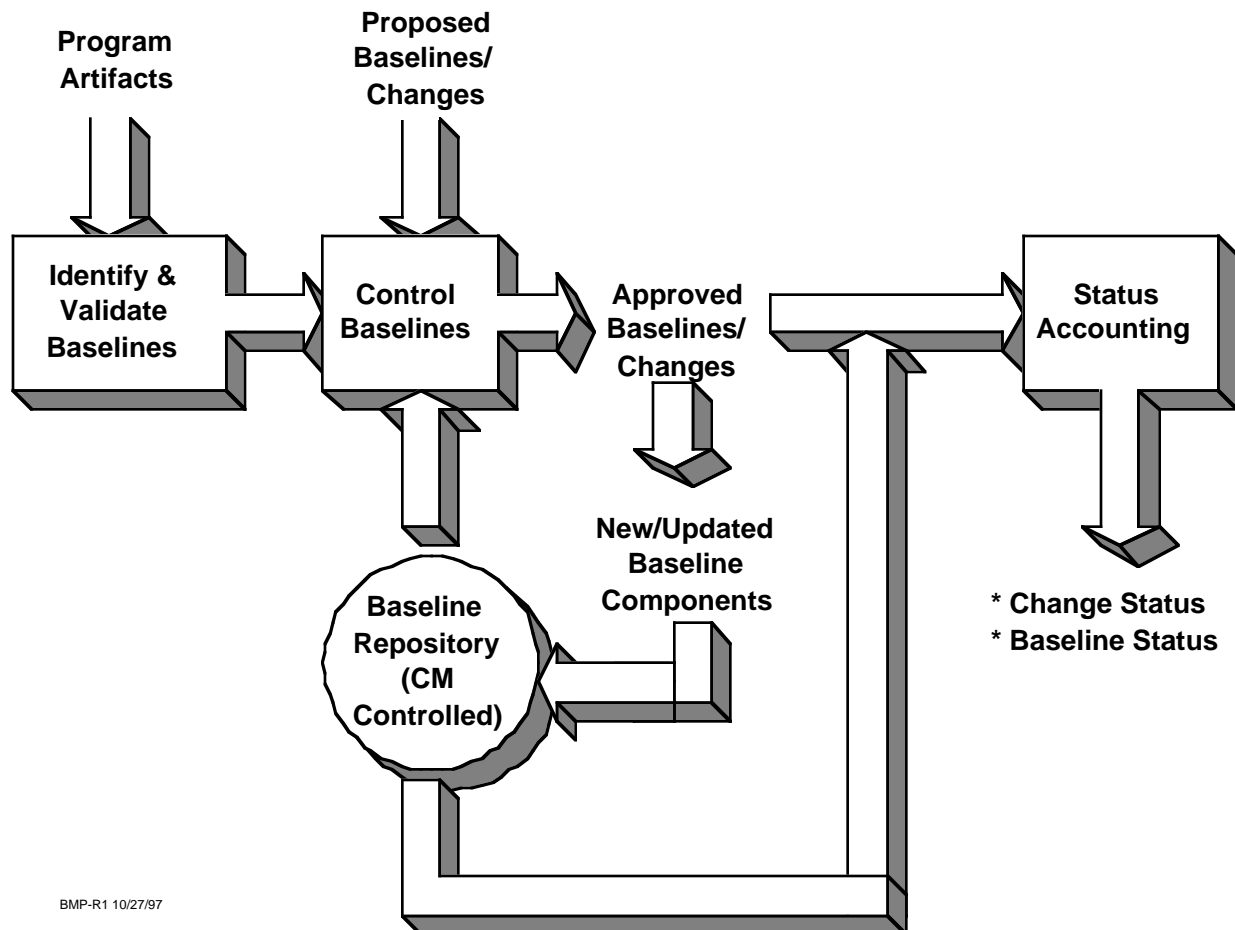 Program
Artifacts
Proposed
Baselines/
Changes
Identify &
Validate
Baselines
Control
Baselines
Approved
Baselines/
Changes
Status
Accounting
New/Updated
Baseline
Components
Baseline
Repository
(CM
Controlled)
* Change Status
* Baseline Status
BMP-R1 10/27/97